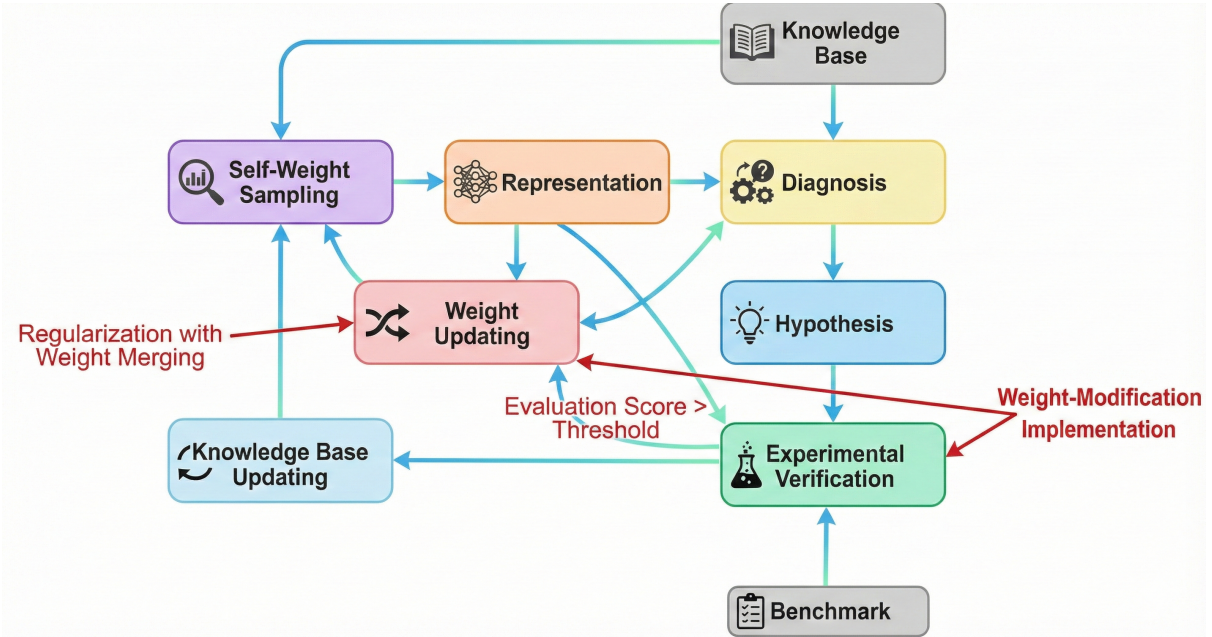 Knowledge
Base
Self-Weight
Sampling
Representation
Diagnosis
Weight
Updating
Hypothesis
Regularization with
Weight Merging
Evaluation Score >
Threshold
Weight-Modification
Implementation
Knowledge Base
Updating
Experimental
Verification
Benchmark